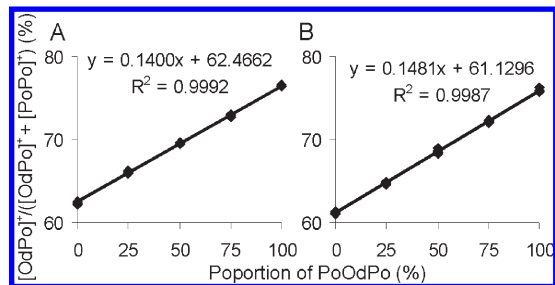 [OdPo]⁺/([OdPo]⁺ + [PoPo]⁺) (%)
A
80
70
60
y = 0.1400x + 62.4662
R² = 0.9992
0 25 50 75 100
B
80
70
60
y = 0.1481x + 61.1296
R² = 0.9987
0 25 50 75 100
Poportion of PoOdPo (%)